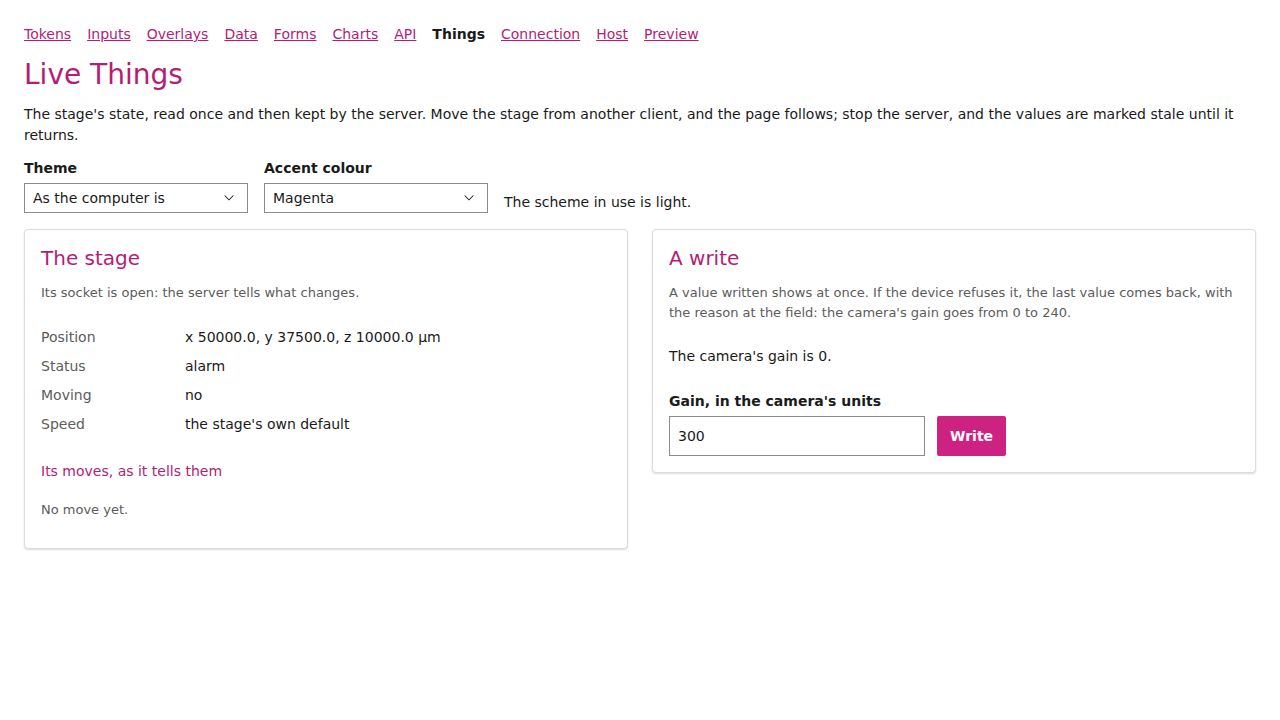 Tokens Inputs Overlays Data Forms Charts API Things Connection Host Preview
Live Things
The stage's state, read once and then kept by the server. Move the stage from another client, and the page follows; stop the server, and the values are marked stale until it
returns.
Theme Accent colour
As the computer is Magenta The scheme in use is light.
The stage
Its socket is open: the server tells what changes.
Position x 50000.0, y 37500.0, z 10000.0 µm
Status alarm
Moving no
Speed the stage's own default
Its moves, as it tells them
No move yet.
A write
A value written shows at once. If the device refuses it, the last value comes back, with
the reason at the field: the camera's gain goes from 0 to 240.
The camera's gain is 0.
Gain, in the camera's units
300 Write